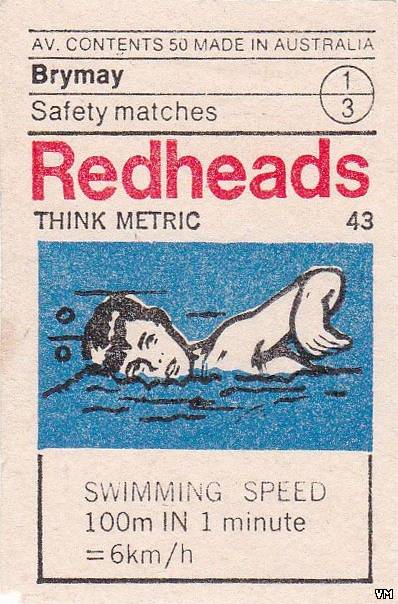 AV. CONTENTS 50 MADE IN AUSTRALIA
Brymay
Safety matches
1
3
Redheads
THINK METRIC 43
SWIMMING SPEED
100m IN 1 minute
=6km/h
VM